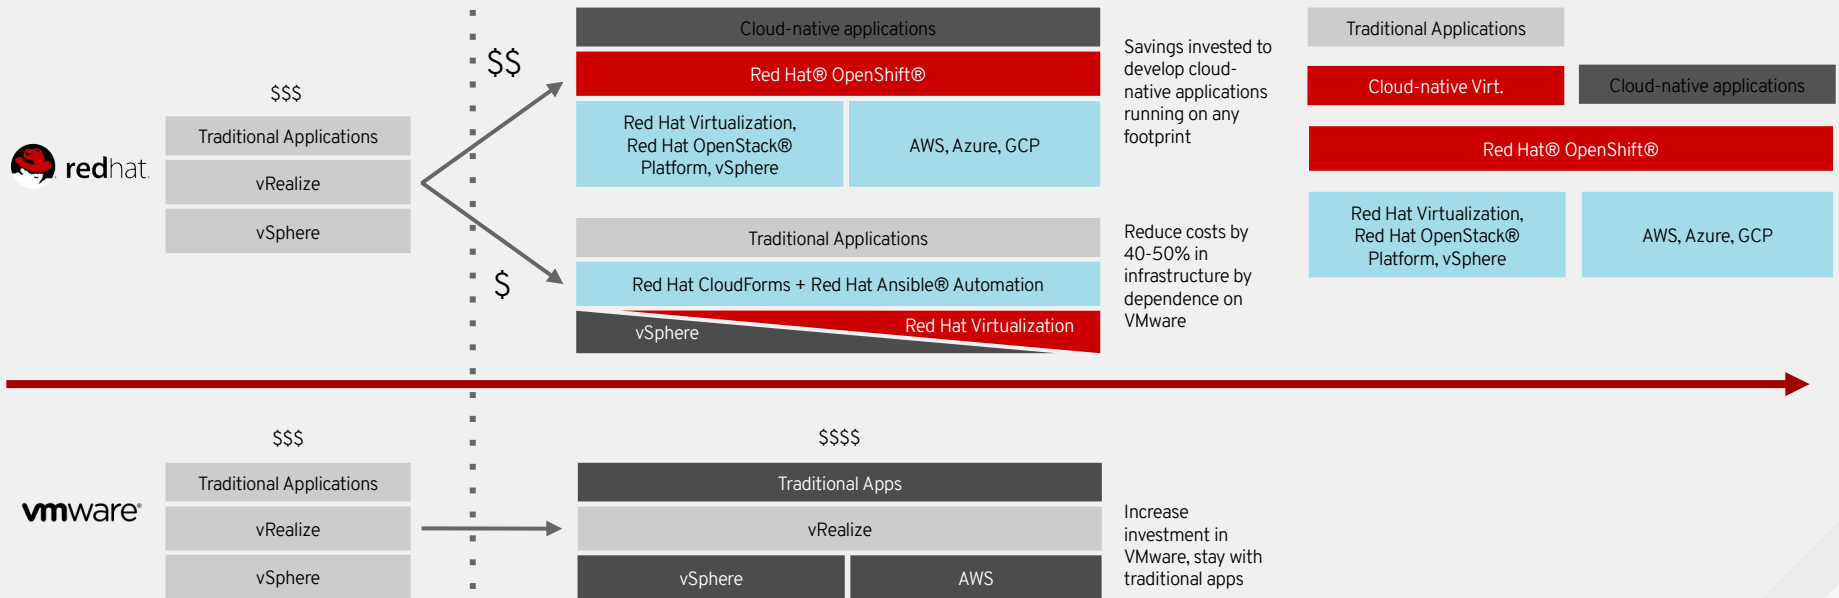 redhat.
$$$
Traditional Applications
vRealize
vSphere
$$
$
Cloud-native applications
Red Hat® OpenShift®
Red Hat Virtualization,
Red Hat OpenStack®
Platform, vSphere
AWS, Azure, GCP
Savings invested to
develop cloud-
native applications
running on any
footprint
Traditional Applications
Red Hat CloudForms + Red Hat Ansible® Automation
vSphere
Red Hat Virtualization
Reduce costs by
40-50% in
infrastructure by
dependence on
VMware
Traditional Applications
Cloud-native Virt.
Cloud-native applications
Red Hat® OpenShift®
Red Hat Virtualization,
Red Hat OpenStack®
Platform, vSphere
AWS, Azure, GCP
vmware®
$$$
Traditional Applications
vRealize
vSphere
$$$$
Traditional Apps
vRealize
vSphere
AWS
Increase
investment in
VMware, stay with
traditional apps